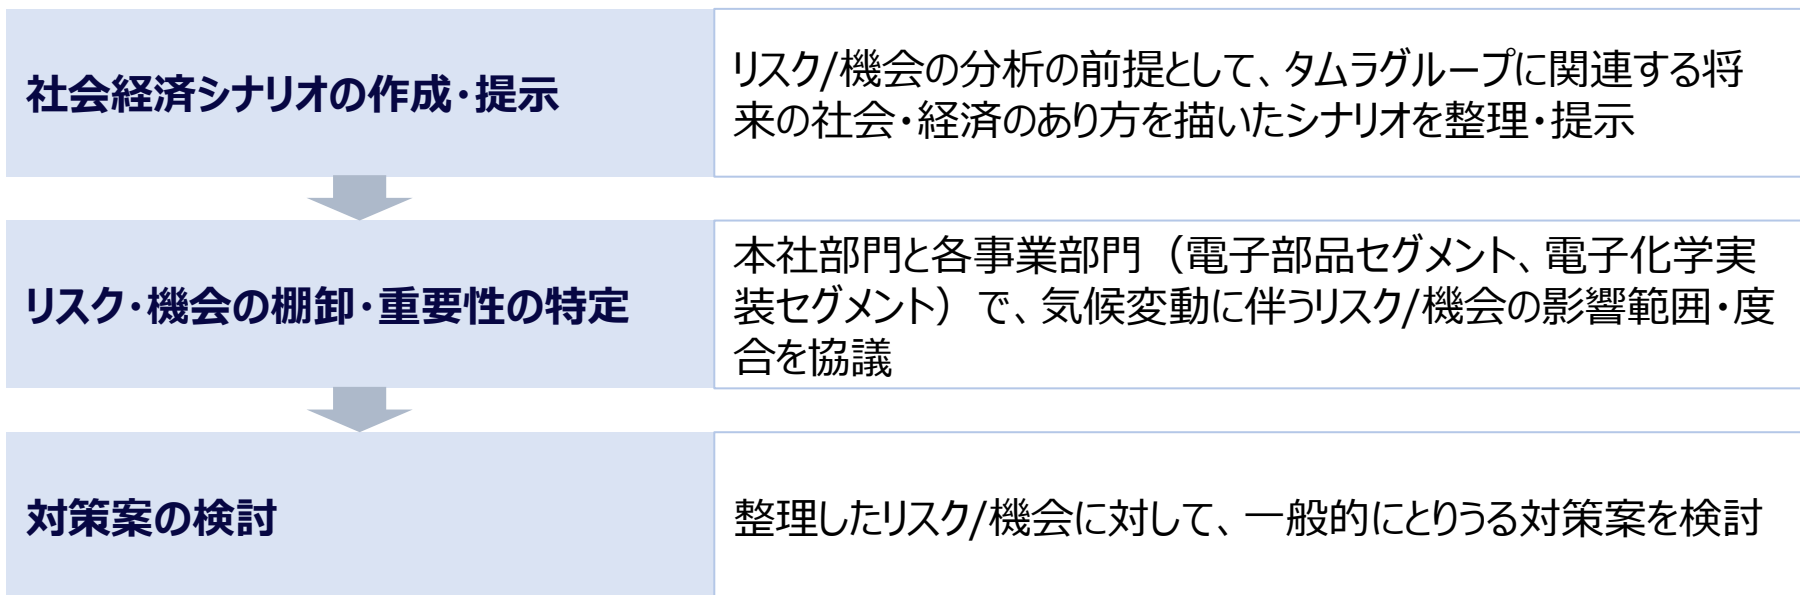 社会経済シナリオの作成・提示
リスク/機会の分析の前提として、タムラグループに関連する将
来の社会・経済のあり方を描いたシナリオを整理・提示
リスク・機会の棚卸・重要性の特定
本社部門と各事業部門（電子部品セグメント、電子化学実
装セグメント）で、気候変動に伴うリスク/機会の影響範囲・度
合を協議
対策案の検討
整理したリスク/機会に対して、一般的にとりうる対策案を検討